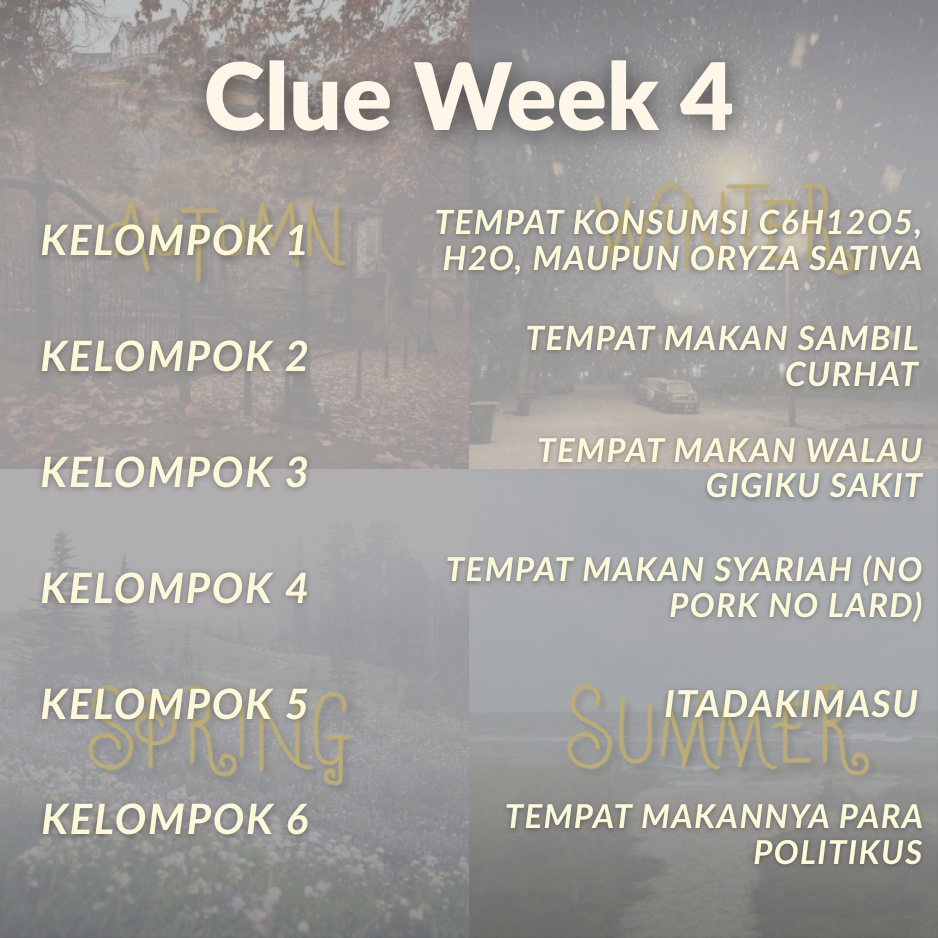 Clue Week 4
AUTUMN
WINTER
KELOMPOK 1
TEMPAT KONSUMSI C6H12O5,
H2O, MAUPUN ORYZA SATIVA
KELOMPOK 2
TEMPAT MAKAN SAMBIL
CURHAT
KELOMPOK 3
TEMPAT MAKAN WALAU
GIGIKU SAKIT
KELOMPOK 4
TEMPAT MAKAN SYARIAH (NO
PORK NO LARD)
KELOMPOK 5
ITADAKIMASU
SPRING
SUMMER
KELOMPOK 6
TEMPAT MAKANNYA PARA
POLITIKUS